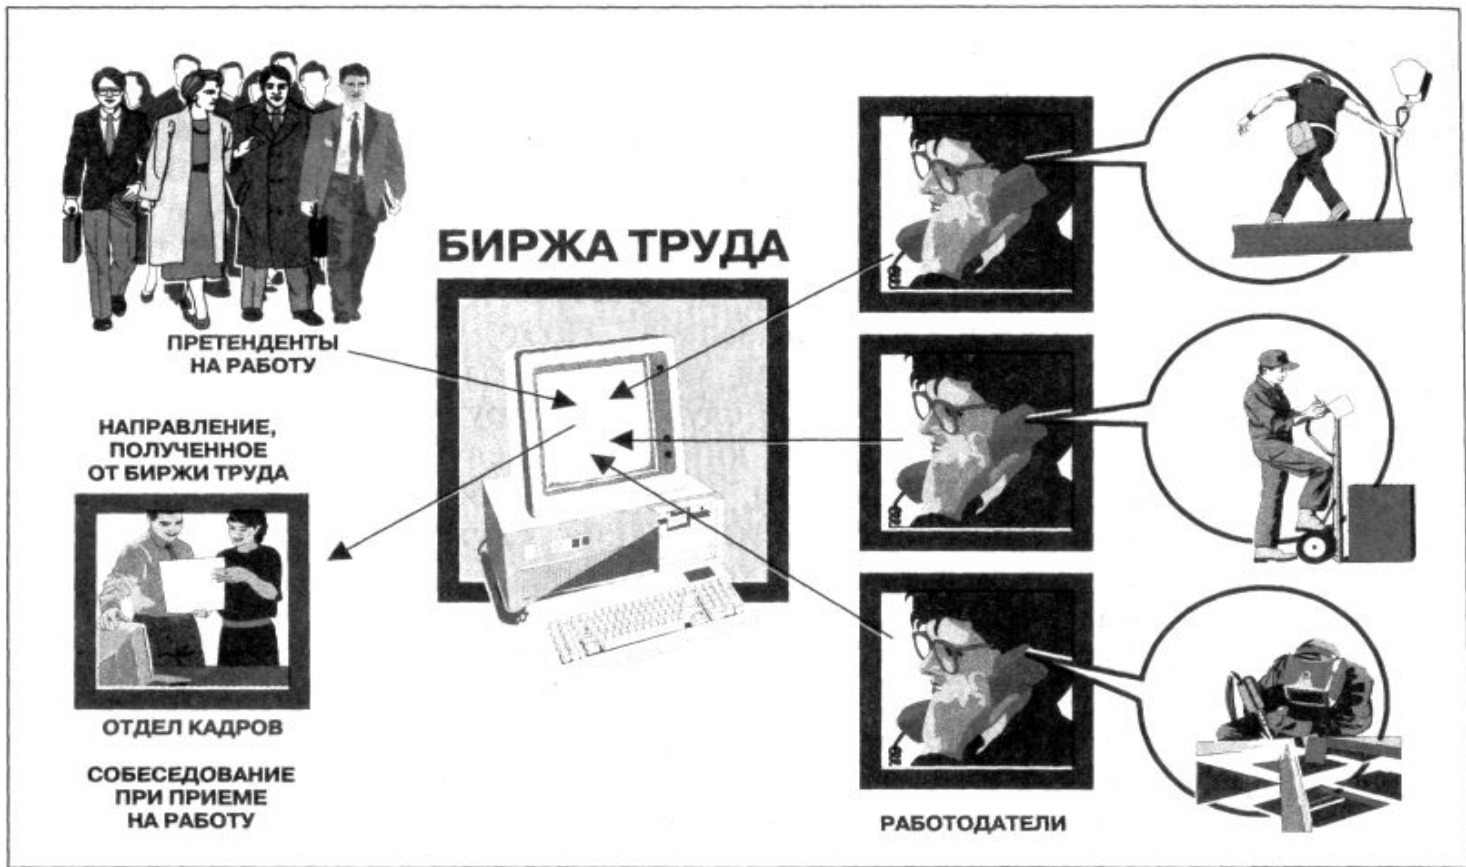 БИРЖА ТРУДА
ПРЕТЕНДЕНТЫ
НА РАБОТУ
НАПРАВЛЕНИЕ,
ПОЛУЧЕННОЕ
ОТ БИРЖИ ТРУДА
ОТДЕЛ КАДРОВ
СОБЕСЕДОВАНИЕ
ПРИ ПРИЕМЕ
НА РАБОТУ
РАБОТОДАТЕЛИ